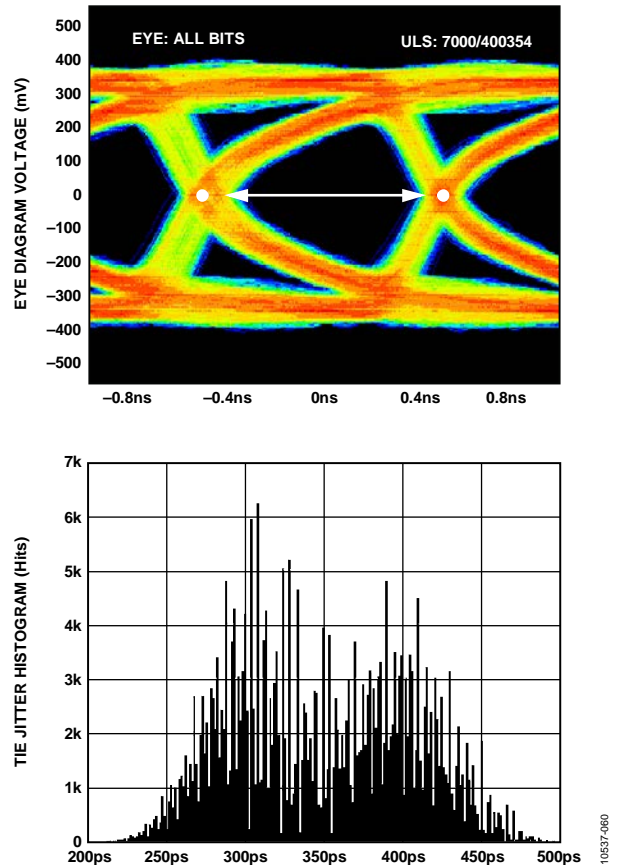 EYE: ALL BITS
ULS: 7000/400354
EYE DIAGRAM VOLTAGE (mV)
500
400
300
200
100
0
–100
–200
–300
–400
–500
–0.8ns –0.4ns 0ns 0.4ns 0.8ns
TIE JITTER HISTOGRAM (Hits)
7k
6k
5k
4k
3k
2k
1k
0
200ps 250ps 300ps 350ps 400ps 450ps 500ps
10537-060